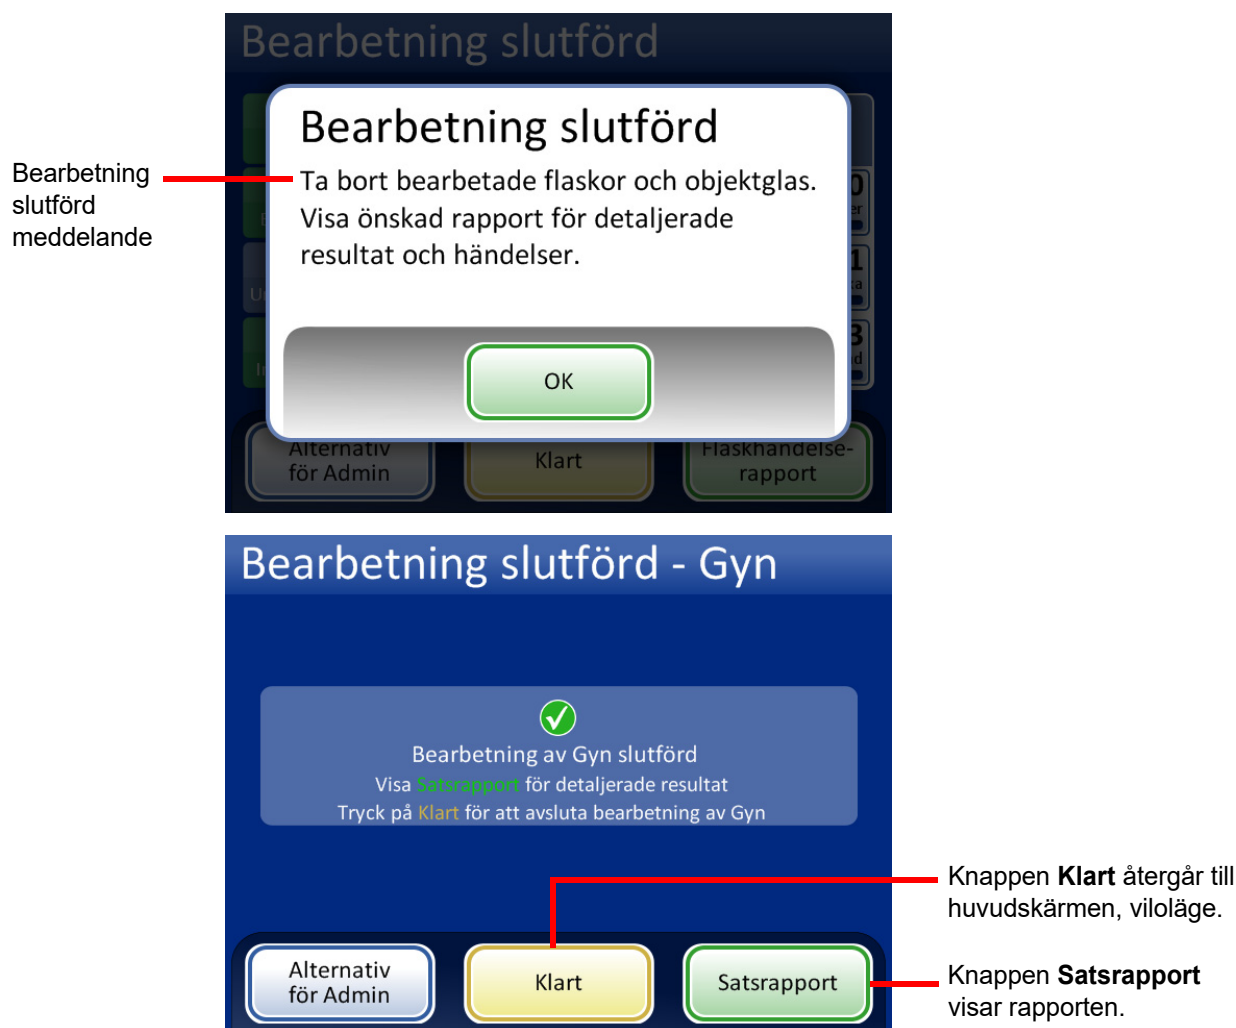 Bearbetning slutförd
Bearbetning slutförd
Ta bort bearbetade flaskor och objektglas.
Visa önskad rapport för detaljerade
resultat och händelser.
OK
Bearbetning
slutförd
meddelande
Alternativ
för Admin
Klart
Flaskhändelse-
rapport
Bearbetning slutförd - Gyn
Bearbetning av Gyn slutförd
Visa Satsrapport för detaljerade resultat
Tryck på Klart för att avsluta bearbetning av Gyn
Alternativ
för Admin
Klart
Satsrapport
Knappen Klart återgår till
huvudskärmen, viloläge.
Knappen Satsrapport
visar rapporten.